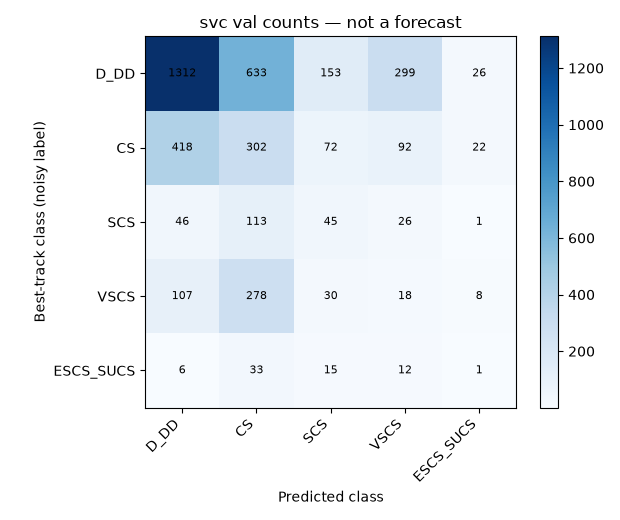 svc val counts — not a forecast
D_DD 1312 633 153 299 26 1200
CS 418 302 72 92 22 1000
SCS 46 113 45 26 1 800
VSCS 107 278 30 18 8 600
ESCS_SUCS 6 33 15 12 1 400
200
D_DD CS SCS VSCS ESCS_SUCS
Predicted class
Best-track class (noisy label)